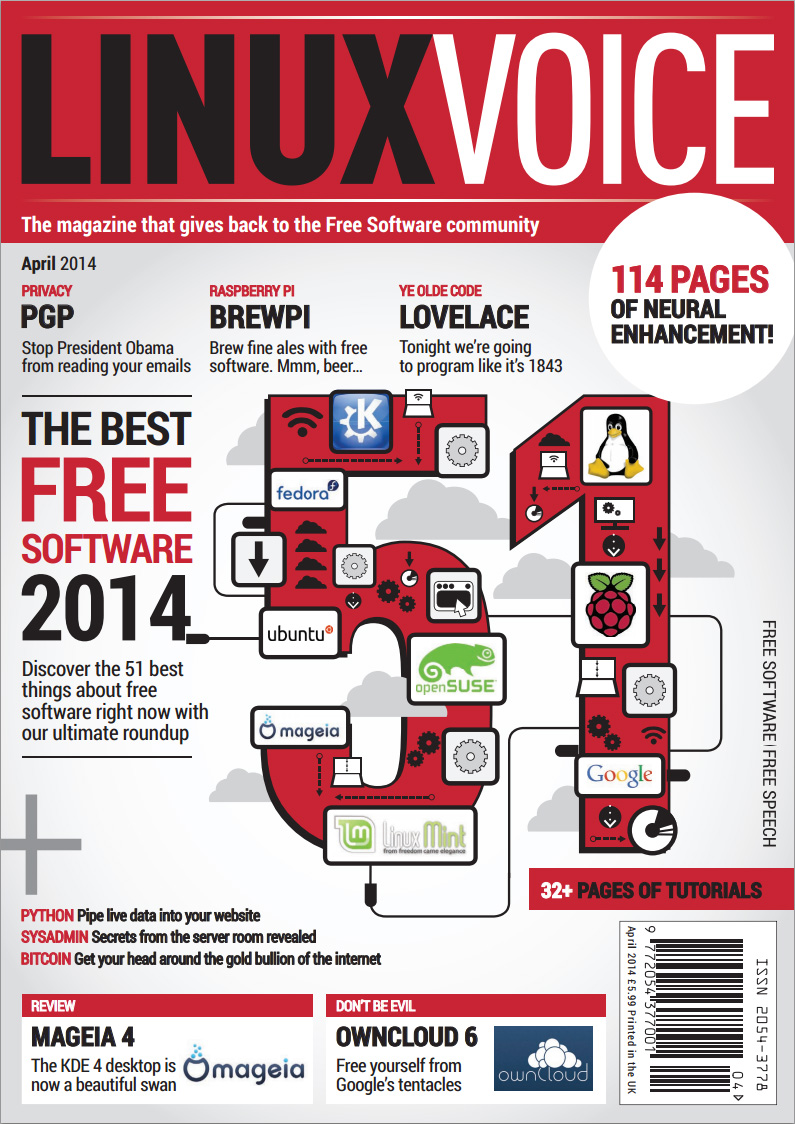 LINUXVOICE
The magazine that gives back to the Free Software community
April 2014
114 PAGES
OF NEURAL
ENHANCEMENT!
PRIVACY
PGP
Stop President Obama
from reading your emails
RASPBERRY PI
BREWPI
Brew fine ales with free
software. Mmm, beer...
YE OLDE CODE
LOVELACE
Tonight we're going
to program like it's 1843
THE BEST
FREE
SOFTWARE
2014
Discover the 51 best
things about free
software right now with
our ultimate roundup
51
K
fedora
ubuntu
openSUSE
mageia
Linux Mint
from freedom came elegance
Google
FREE SOFTWARE | FREE SPEECH
32+ PAGES OF TUTORIALS
PYTHON Pipe live data into your website
SYSADMIN Secrets from the server room revealed
BITCOIN Get your head around the gold bullion of the internet
REVIEW
MAGEIA 4
The KDE 4 desktop is
now a beautiful swan
mageia
DON'T BE EVIL
OWNCLOUD 6
Free yourself from
Google's tentacles
ownCloud
April 2014 £5.99 Printed in the UK
9 772054 377001
04
ISSN 2054-3778